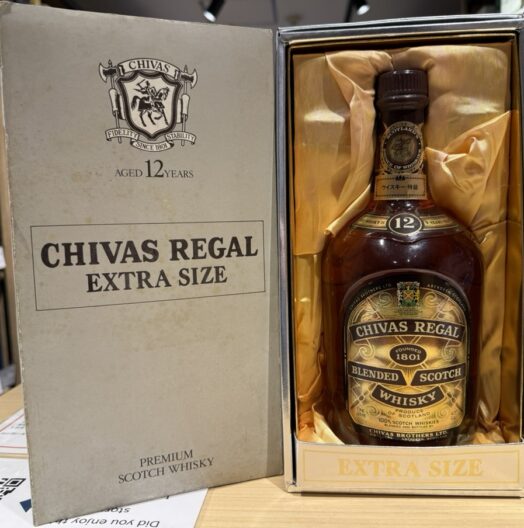 CHIVAS
FIDELITY STABILITY
SINCE 1801
AGED 12 YEARS
CHIVAS REGAL
EXTRA SIZE
PREMIUM
SCOTCH WHISKY
ウイスキー特級
12
CHIVAS REGAL
FOUNDED
1801
BLENDED SCOTCH
WHISKY
PRODUCE
OF SCOTLAND
100% SCOTCH WHISKIES
CHIVAS BROTHERS LTD.
EXTRA SIZE
Did you enjoy th